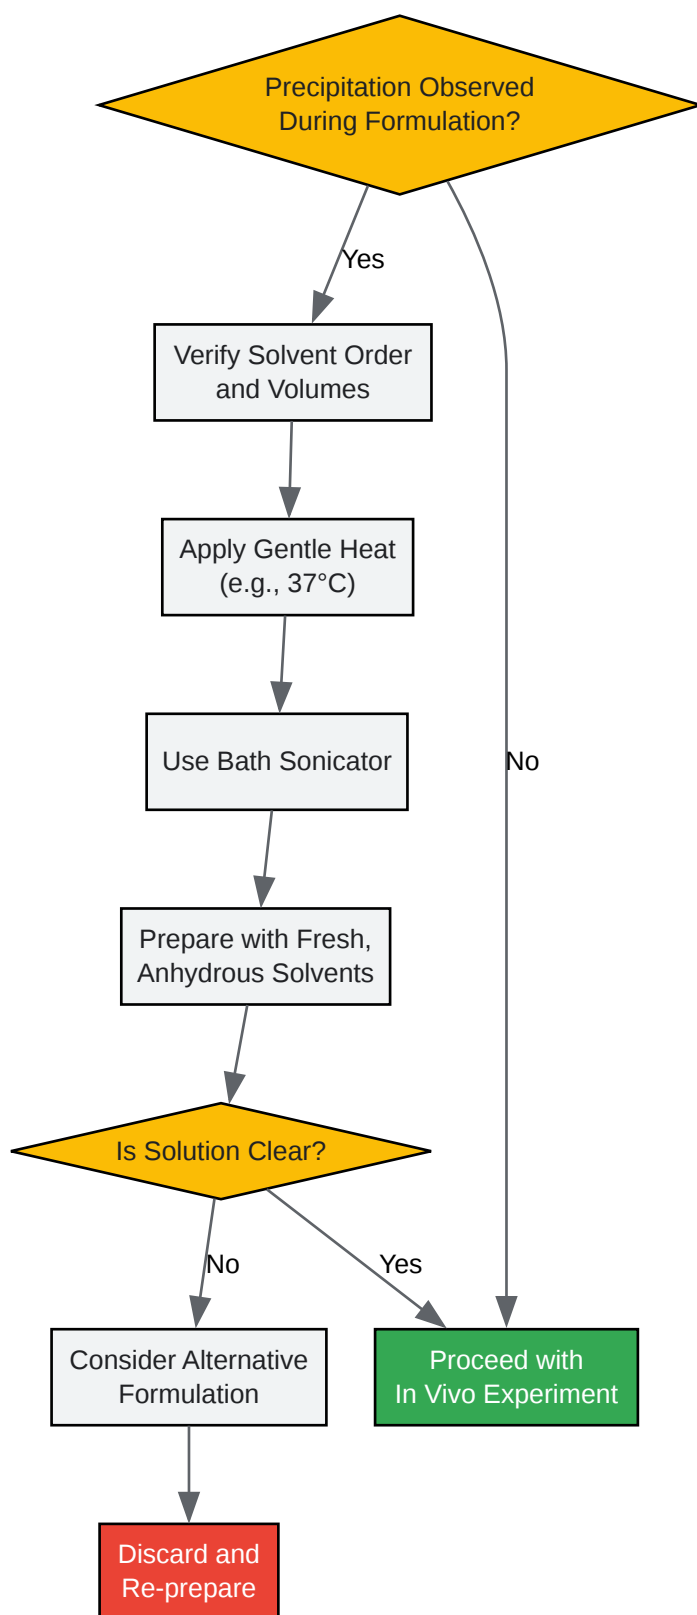 Precipitation Observed
During Formulation?
Yes
Verify Solvent Order
and Volumes
Apply Gentle Heat
(e.g., 37°C)
Use Bath Sonicator
No
Prepare with Fresh,
Anhydrous Solvents
Is Solution Clear?
No
Yes
Consider Alternative
Formulation
Proceed with
In Vivo Experiment
Discard and
Re-prepare